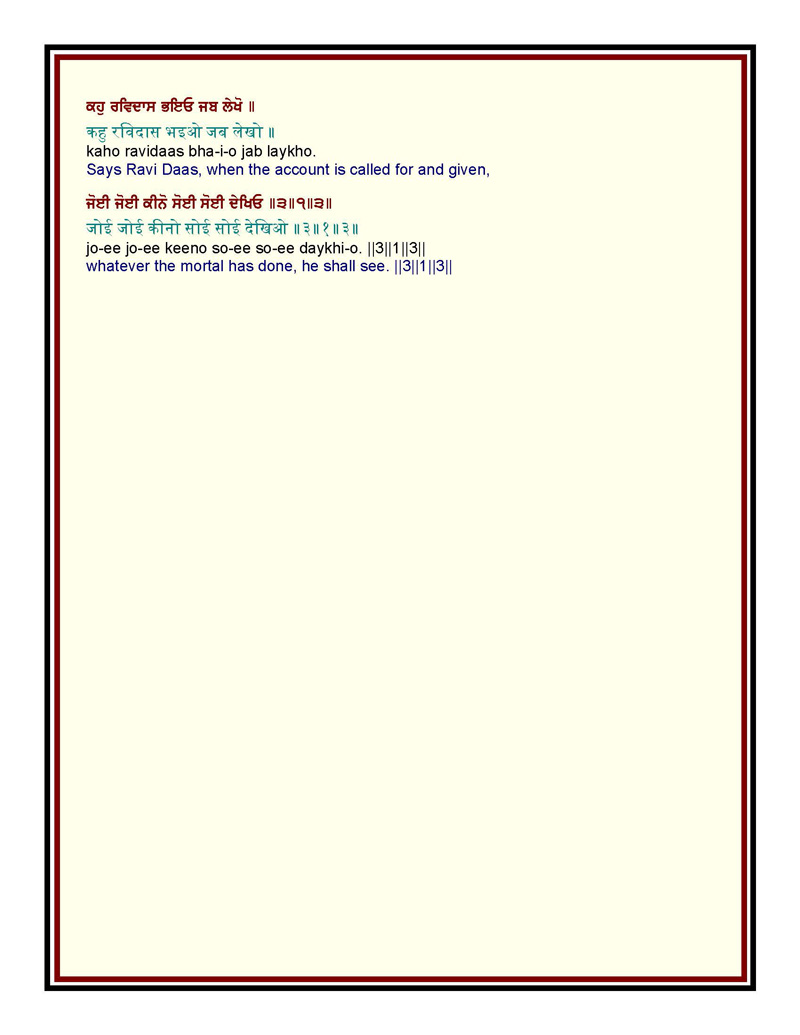 ਕਹੁ ਰਵਿਦਾਸ ਭਇਓ ਜਬ ਲੇਖੋ ॥
कहु रविदास भइओ जब लेखो ॥
kaho ravidaas bha-i-o jab laykho.
Says Ravi Daas, when the account is called for and given,
ਜੋਈ ਜੋਈ ਕੀਨੋ ਸੋਈ ਸੋਈ ਦੇਖਿਓ ॥੩॥੧॥੩॥
जोई जोई कीनो सोई सोई देखिओ ॥३॥१॥३॥
jo-ee jo-ee keeno so-ee so-ee daykhi-o. ||3||1||3||
whatever the mortal has done, he shall see. ||3||1||3||